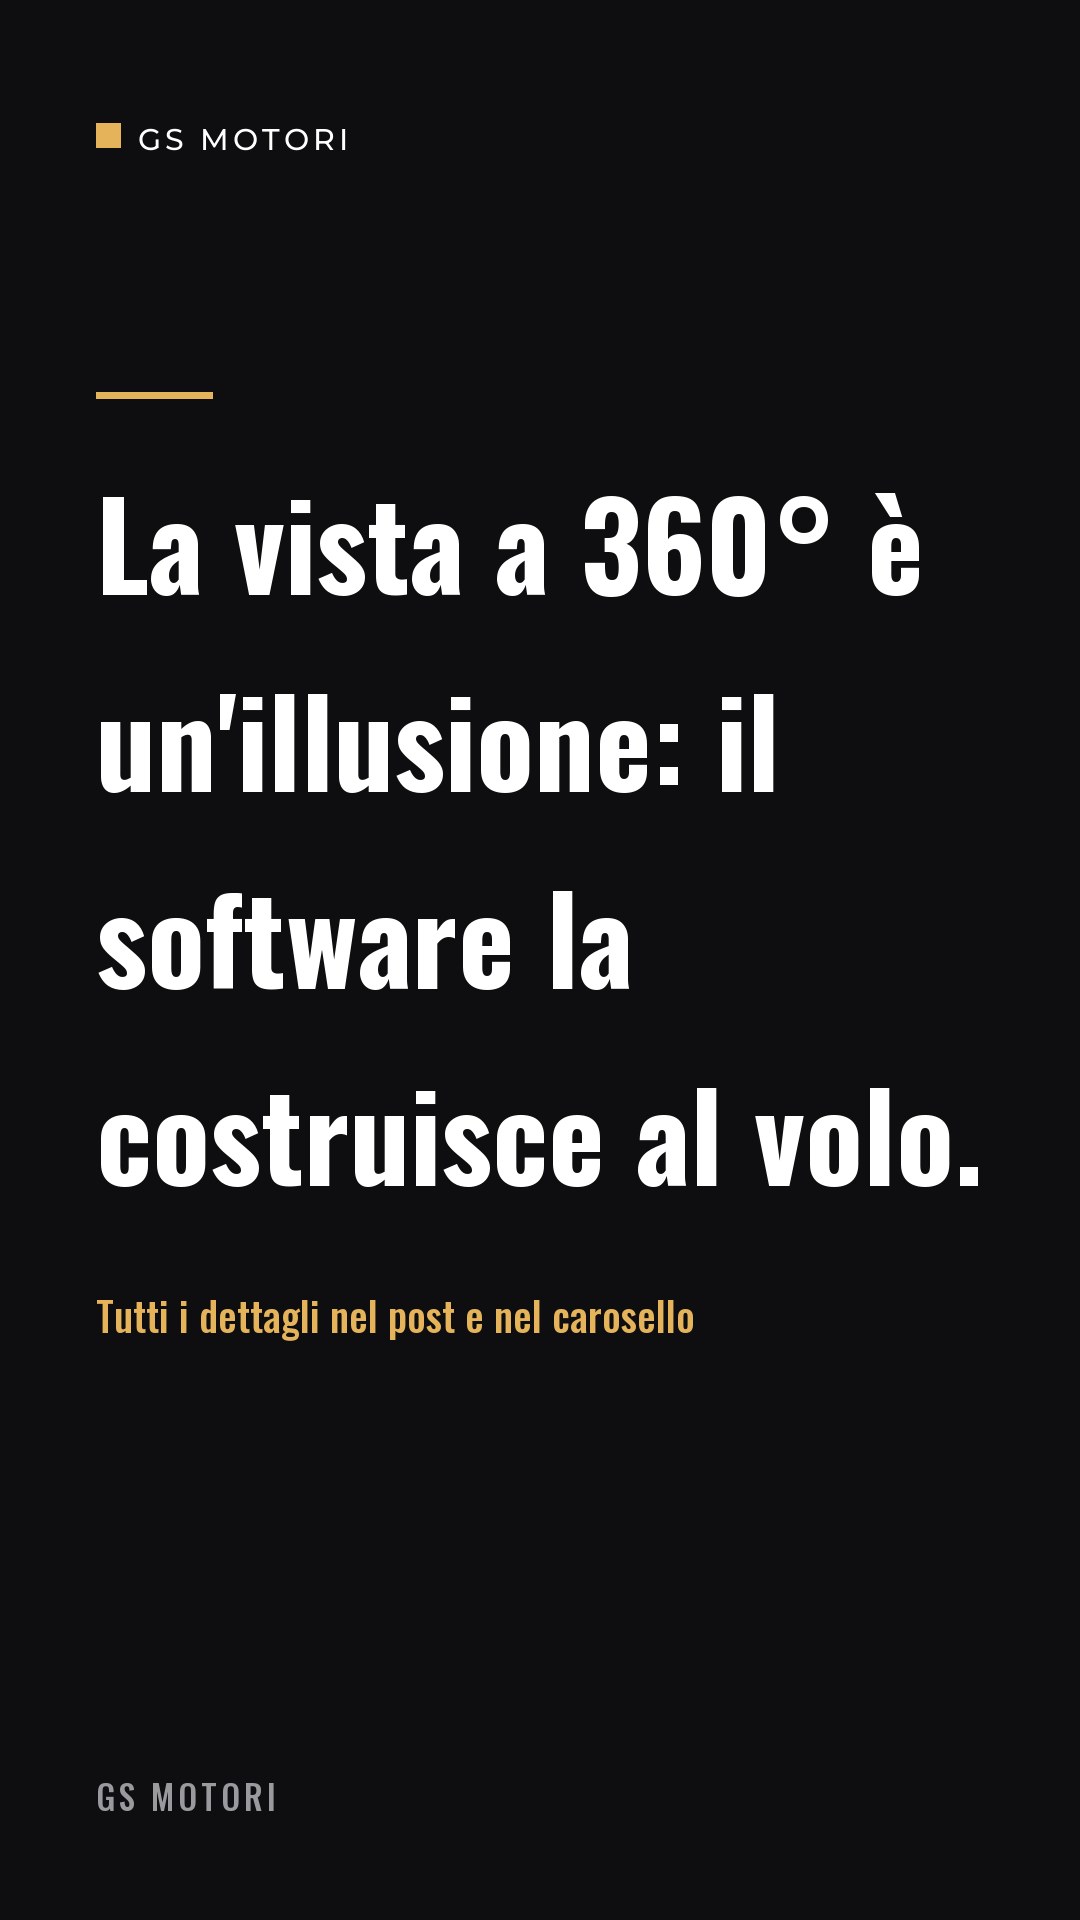 GS MOTORI
La vista a 360° è
un'illusione: il
software la
costruisce al volo.
Tutti i dettagli nel post e nel carosello
GS MOTORI